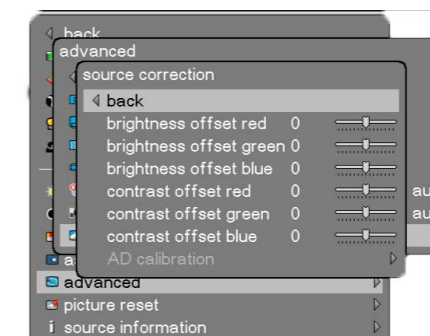 back
advanced
source correction
back
brightness offset red 0
brightness offset green 0
brightness offset blue 0
contrast offset red 0
contrast offset green 0
contrast offset blue 0
AD calibration
advanced
picture reset
source information